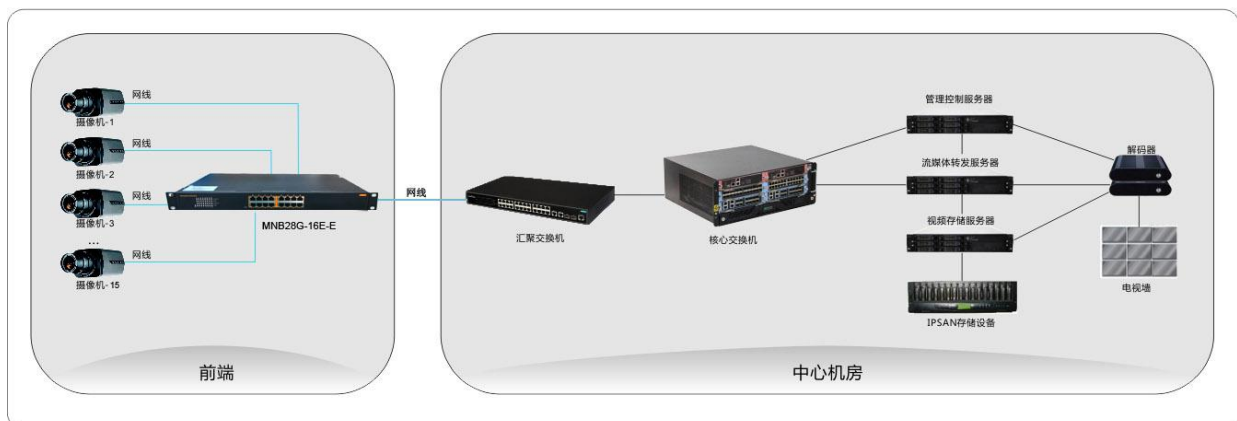 网线
摄像机-1
网线
摄像机-2
网线
摄像机-3
...
网线
摄像机- 15
MNB28G-16E-E
前端
网线
汇聚交换机
核心交换机
管理控制服务器
流媒体转发服务器
视频存储服务器
IPSAN存储设备
解码器
电视墙
中心机房